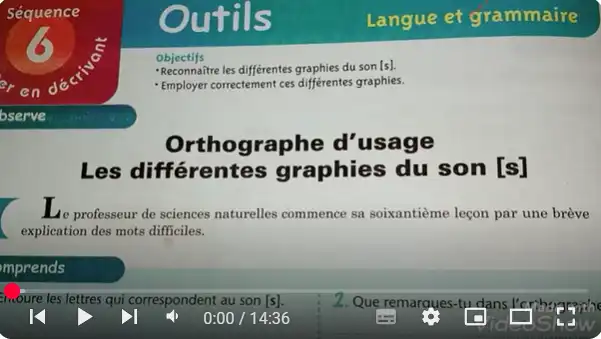 Séquence
6
er en décrivant
Outils
Langue et grammaire
Objectifs
• Reconnaître les différentes graphies du son [s].
• Employer correctement ces différentes graphies.
bserve
Orthographe d'usage
Les différentes graphies du son [s]
Le professeur de sciences naturelles commence sa soixantième leçon par une brève
explication des mots difficiles.
mprends
Entoure les lettres qui correspondent au son [s].
2. Que remarques-tu dans l'orthographe
0:00 / 14:36
VideoShow